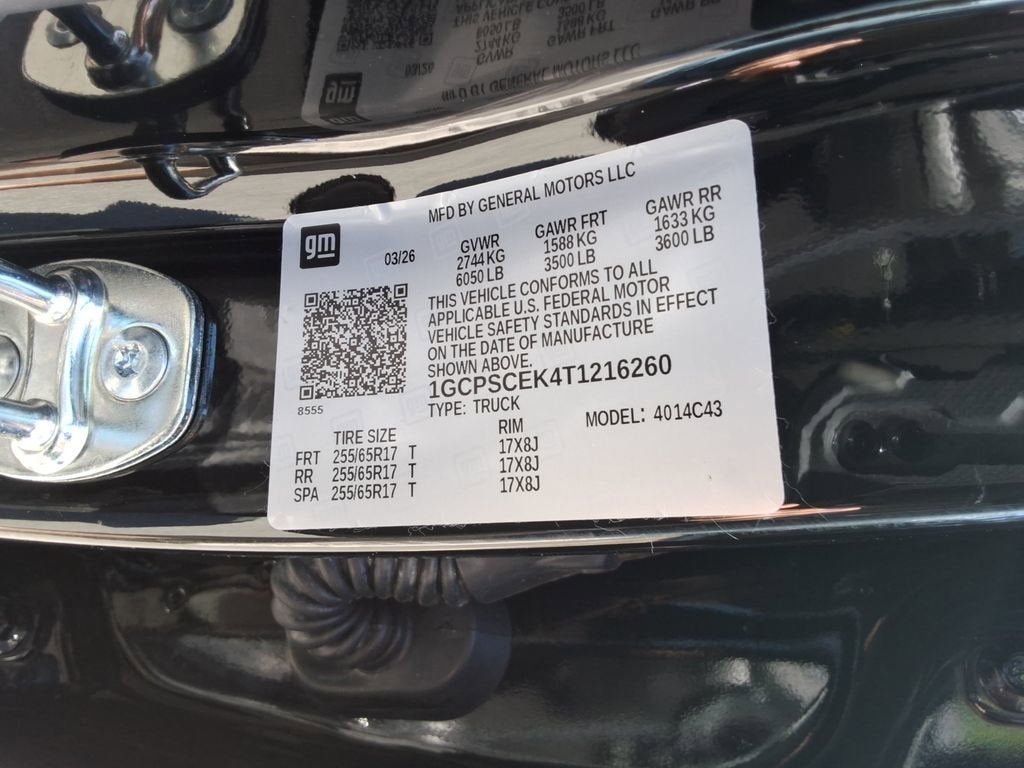 MFD BY GENERAL MOTORS LLC
gm
03/26
GVWR GAWR FRT GAWR RR
2744 KG 1588 KG 1633 KG
6050 LB 3500 LB 3600 LB
THIS VEHICLE CONFORMS TO ALL
APPLICABLE U.S. FEDERAL MOTOR
VEHICLE SAFETY STANDARDS IN EFFECT
ON THE DATE OF MANUFACTURE
SHOWN ABOVE.
1GCPSCEK4T1216260
8555
TYPE: TRUCK MODEL: 4014C43
TIRE SIZE RIM
FRT 255/65R17 T 17X8J
RR 255/65R17 T 17X8J
SPA 255/65R17 T 17X8J